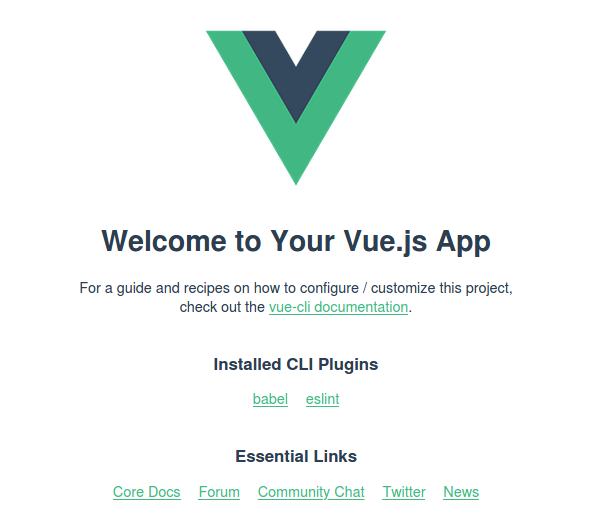 Welcome to Your Vue.js App
For a guide and recipes on how to configure / customize this project,
check out the vue-cli documentation.
Installed CLI Plugins
babel eslint
Essential Links
Core Docs Forum Community Chat Twitter News